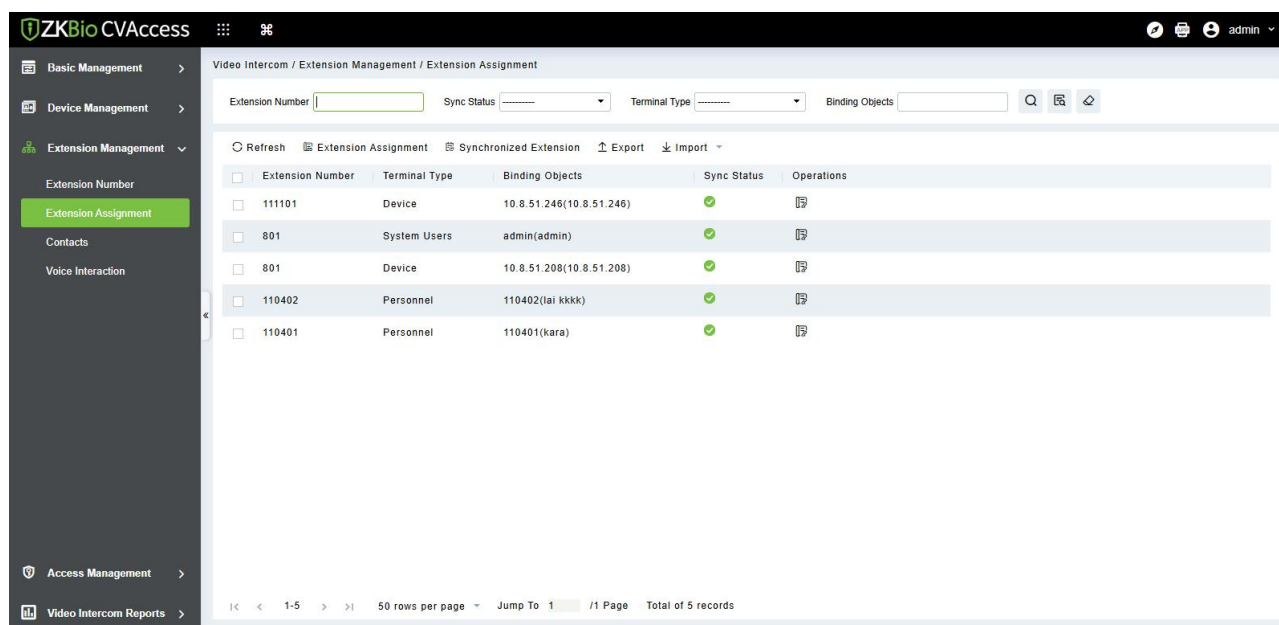 ZKBio CVAccess
admin
Basic Management
Device Management
Extension Management
Extension Number
Extension Assignment
Contacts
Voice Interaction
Access Management
Video Intercom Reports
Video Intercom / Extension Management / Extension Assignment
Extension Number Sync Status ---------- Terminal Type ---------- Binding Objects
Refresh Extension Assignment Synchronized Extension Export Import
Extension Number Terminal Type Binding Objects Sync Status Operations
111101 Device 10.8.51.246(10.8.51.246)
801 System Users admin(admin)
801 Device 10.8.51.208(10.8.51.208)
110402 Personnel 110402(lai kkkk)
110401 Personnel 110401(kara)
|< < 1-5 > >| 50 rows per page Jump To 1 /1 Page Total of 5 records